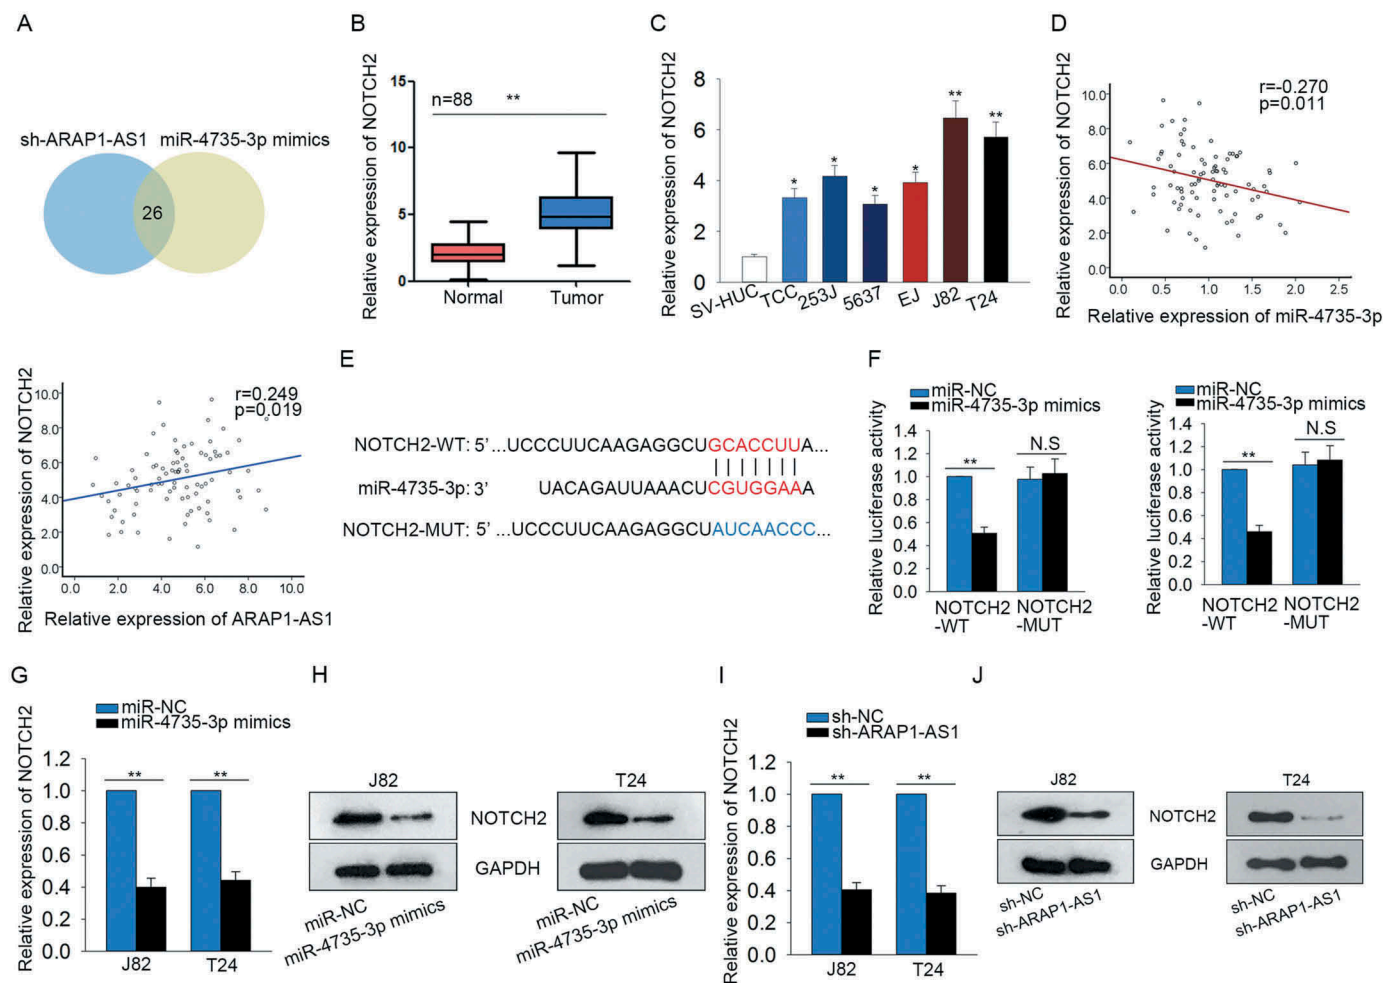 A
sh-ARAP1-AS1
miR-4735-3p mimics
26
B
Relative expression of NOTCH2
15
10
5
0
n=88
**
Normal
Tumor
C
Relative expression of NOTCH2
8
6
4
2
0
*
*
*
*
**
**
SV-HUC
TCC
253J
5637
EJ
J82
T24
D
Relative expression of NOTCH2
r=-0.270
p=0.011
10.0
8.0
6.0
4.0
2.0
0.0
0.0 0.5 1.0 1.5 2.0 2.5
Relative expression of miR-4735-3p
Relative expression of NOTCH2
r=0.249
p=0.019
10.0
8.0
6.0
4.0
2.0
0.0
0.0 2.0 4.0 6.0 8.0 10.0
Relative expression of ARAP1-AS1
E
NOTCH2-WT: 5’ ...UCCCUUCAAGAGGCUGCACCUUA...
miR-4735-3p: 3’ UACAGAUUAAACUCGUGGAAA
NOTCH2-MUT: 5’ ...UCCCUUCAAGAGGCUAUCAACCC...
F
miR-NC
miR-4735-3p mimics
Relative luciferase activity
1.4
1.2
1.0
0.8
0.6
0.4
0.2
0.0
**
N.S
NOTCH2
-WT
NOTCH2
-MUT
miR-NC
miR-4735-3p mimics
Relative luciferase activity
1.4
1.2
1.0
0.8
0.6
0.4
0.2
0.0
**
N.S
NOTCH2
-WT
NOTCH2
-MUT
G
miR-NC
miR-4735-3p mimics
Relative expression of NOTCH2
1.2
1.0
0.8
0.6
0.4
0.2
0.0
**
**
J82
T24
H
J82
T24
NOTCH2
GAPDH
miR-NC
miR-4735-3p mimics
miR-NC
miR-4735-3p mimics
I
sh-NC
sh-ARAP1-AS1
Relative expression of NOTCH2
1.2
1.0
0.8
0.6
0.4
0.2
0.0
**
**
J82
T24
J
J82
T24
NOTCH2
GAPDH
sh-NC
sh-ARAP1-AS1
sh-NC
sh-ARAP1-AS1